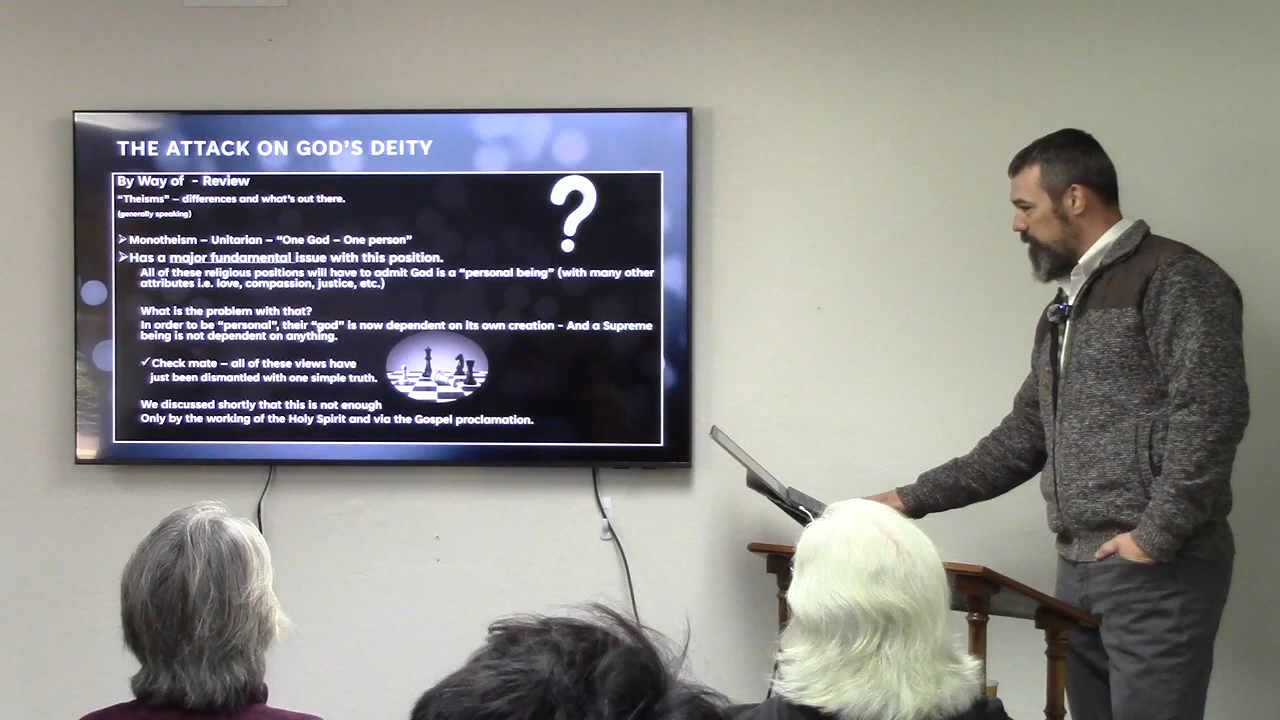 THE ATTACK ON GOD'S DEITY
By Way of - Review
"Theisms" – differences and what's out there.
(generally speaking)
➢Monotheism – Unitarian – "One God – One person"
➢Has a major fundamental issue with this position.
All of these religious positions will have to admit God is a "personal being" (with many other
attributes i.e. love, compassion, justice, etc.)
What is the problem with that?
In order to be "personal", their "god" is now dependent on its own creation - And a Supreme
being is not dependent on anything.
✓Check mate – all of these views have
just been dismantled with one simple truth.
We discussed shortly that this is not enough
Only by the working of the Holy Spirit and via the Gospel proclamation.
?